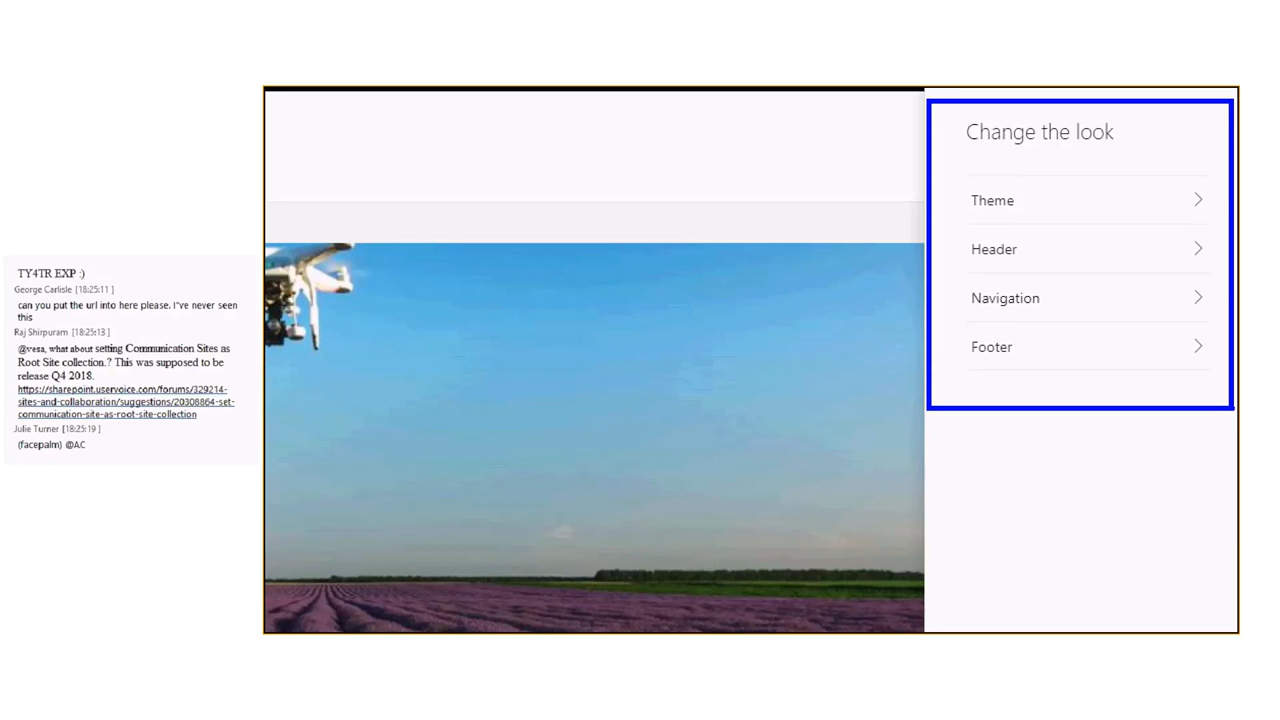 TY4TR EXP :)
George Carlisle [18:25:11 ]
can you put the url into here please. I"ve never seen
this
Raj Shirpuram [18:25:13 ]
@vesa, what about setting Communication Sites as
Root Site collection.? This was supposed to be
release Q4 2018.
https://sharepoint.uservoice.com/forums/329214-
sites-and-collaboration/suggestions/20308864-set-
communication-site-as-root-site-collection
Julie Turner [18:25:19 ]
(facepalm) @AC
Change the look
Theme
Header
Navigation
Footer